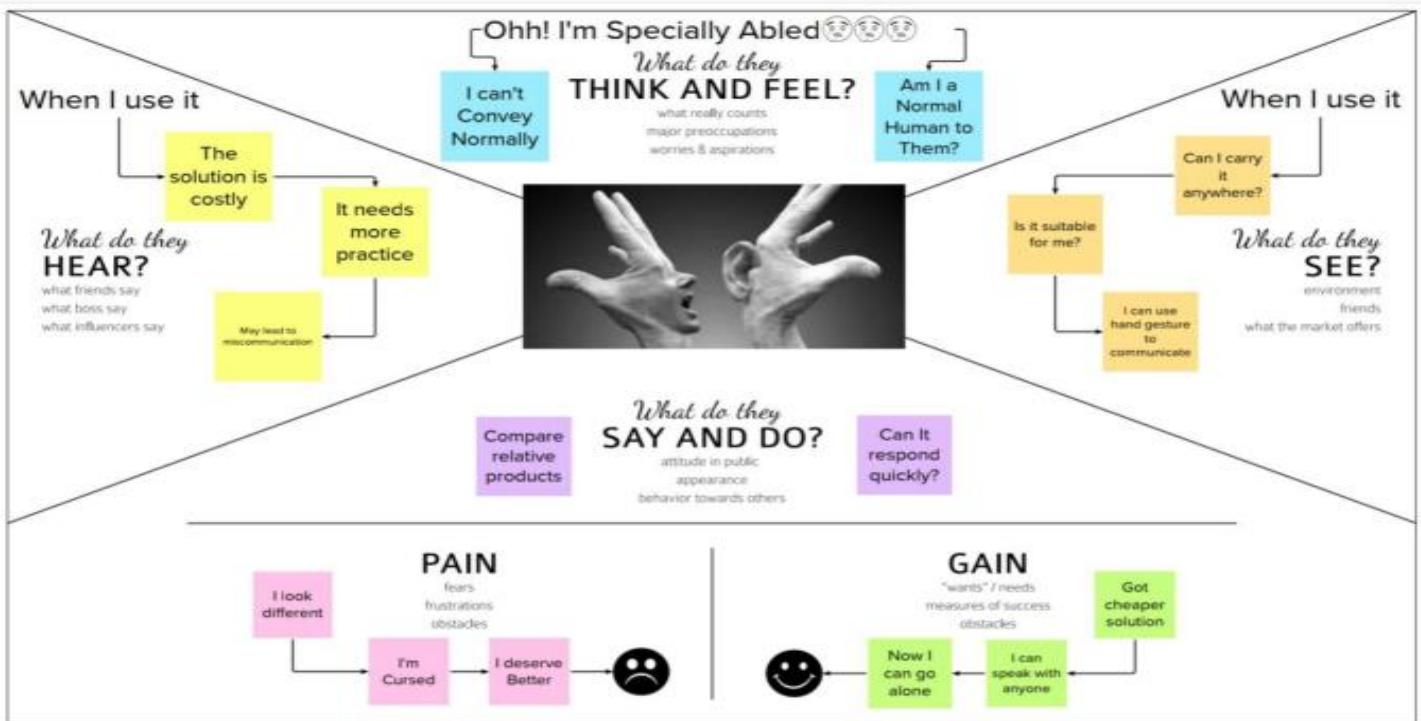 Ohh! I'm Specially Abled
What do they
THINK AND FEEL?
what really counts
major preoccupations
worries & aspirations
I can't
Convey
Normally
Am I a
Normal
Human to
Them?
When I use it
The
solution is
costly
It needs
more
practice
May lead to
miscommunication
What do they
HEAR?
what friends say
what boss say
what influencers say
When I use it
Can I carry
it
anywhere?
Is it suitable
for me?
I can use
hand gesture
to
communicate
What do they
SEE?
environment
friends
what the market offers
What do they
SAY AND DO?
attitude in public
appearance
behavior towards others
Compare
relative
products
Can It
respond
quickly?
PAIN
fears
frustrations
obstacles
I look
different
I'm
Cursed
I deserve
Better
GAIN
"wants" / needs
measures of success
obstacles
Got
cheaper
solution
I can
speak with
anyone
Now I
can go
alone